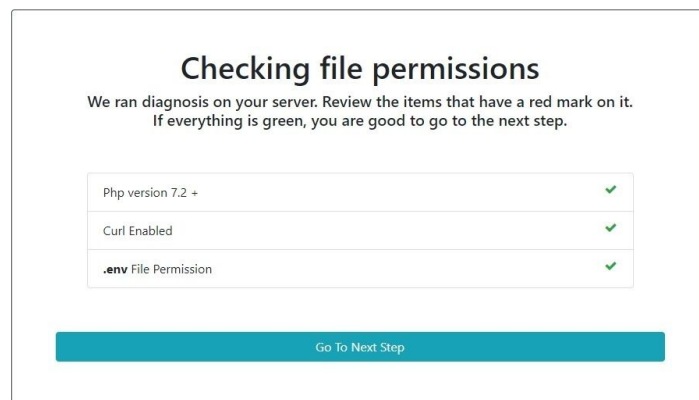 Checking file permissions
We ran diagnosis on your server. Review the items that have a red mark on it.
If everything is green, you are good to go to the next step.
Php version 7.2 +
Curl Enabled
.env File Permission
Go To Next Step